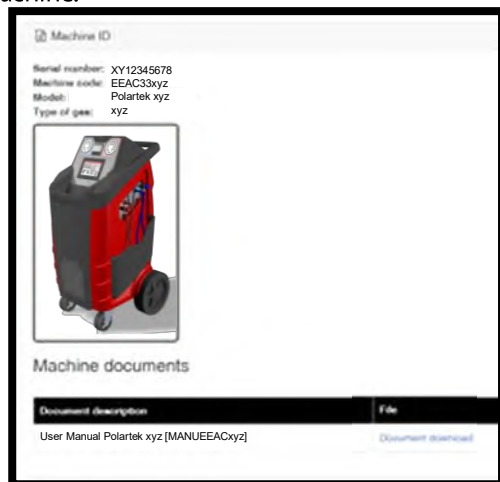 Machine ID
Serial number: XY12345678
Machine code: EEAC33xyz
Model: Polartek xyz
Type of gas: xyz
Machine documents
Document description File
User Manual Polartek xyz [MANUEEACxyz] Document download